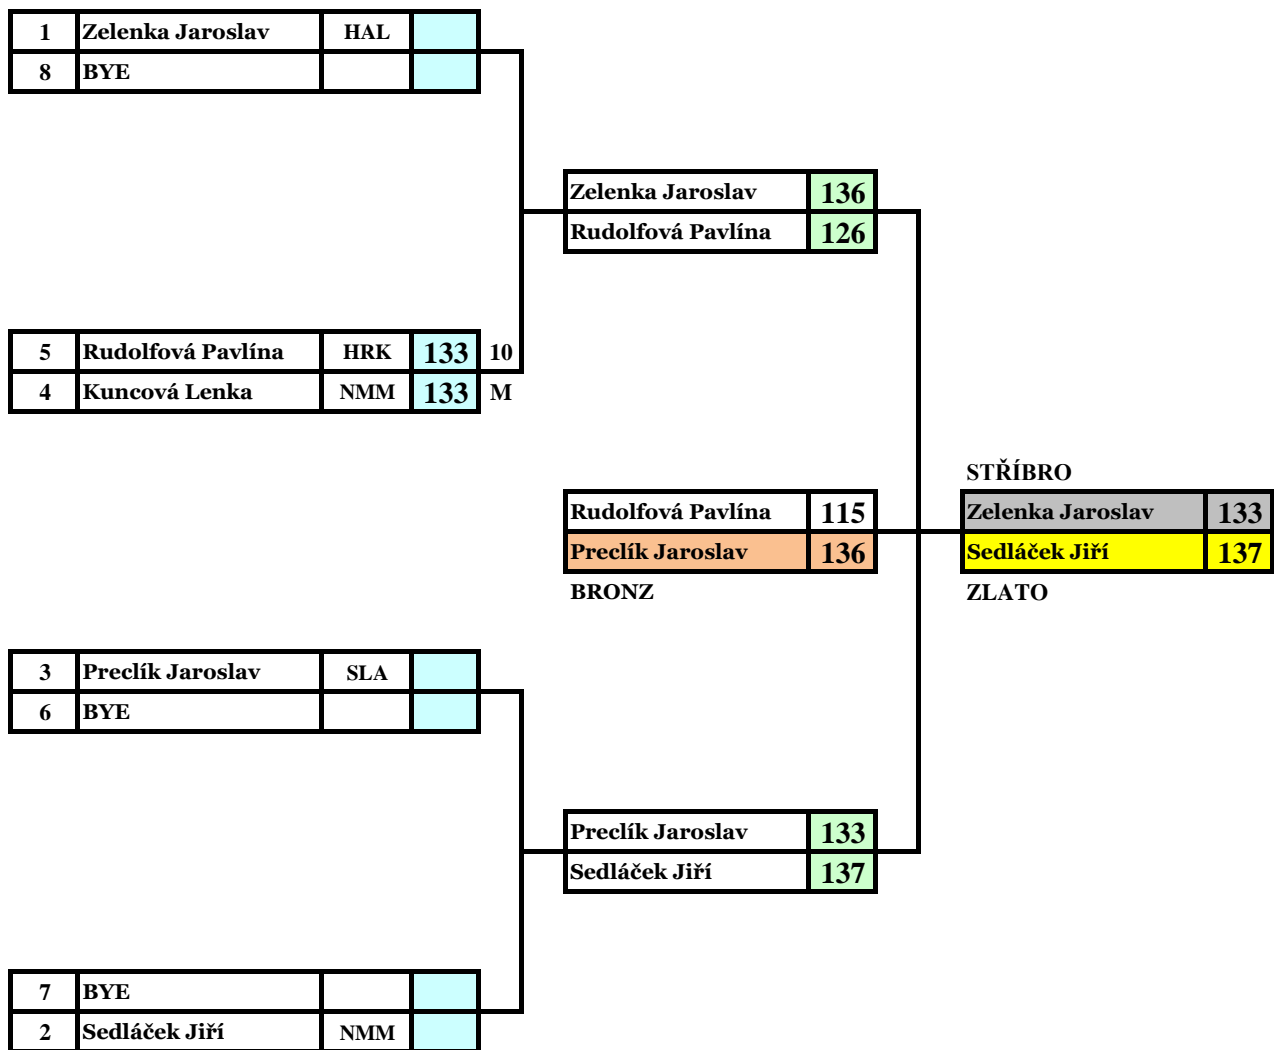 1 Zelenka Jaroslav HAL
8 BYE
Zelenka Jaroslav 136
Rudolfová Pavlína 126
5 Rudolfová Pavlína HRK 133 10
4 Kuncová Lenka NMM 133 M
STŘÍBRO
Rudolfová Pavlína 115
Zelenka Jaroslav 133
Preclík Jaroslav 136
Sedláček Jiří 137
BRONZ
ZLATO
3 Preclík Jaroslav SLA
6 BYE
Preclík Jaroslav 133
Sedláček Jiří 137
7 BYE
2 Sedláček Jiří NMM